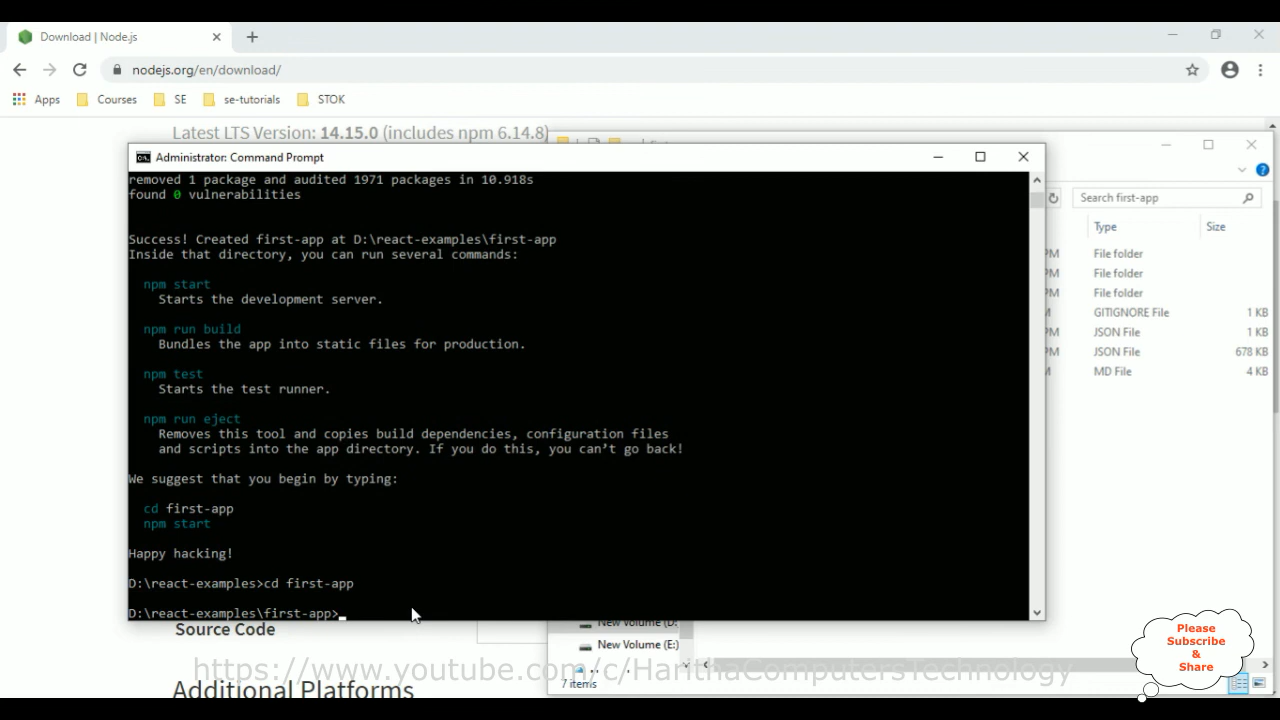 Download | Node.js
nodejs.org/en/download/
Apps
Courses
SE
se-tutorials
STOK
Latest LTS Version: 14.15.0 (includes npm 6.14.8)
Administrator: Command Prompt
removed 1 package and audited 1971 packages in 10.918s
found 0 vulnerabilities
Success! Created first-app at D:\react-examples\first-app
Inside that directory, you can run several commands:
npm start
Starts the development server.
npm run build
Bundles the app into static files for production.
npm test
Starts the test runner.
npm run eject
Removes this tool and copies build dependencies, configuration files
and scripts into the app directory. If you do this, you can’t go back!
We suggest that you begin by typing:
cd first-app
npm start
Happy hacking!
D:\react-examples>cd first-app
D:\react-examples\first-app>
Search first-app
Type
Size
File folder
File folder
File folder
GITIGNORE File
1 KB
JSON File
1 KB
JSON File
678 KB
MD File
4 KB
Source Code
New Volume (D:
New Volume (E:)
7 items
Additional Platforms
https://www.youtube.com/c/HarithaComputersTechnology
Please
Subscribe
&
Share